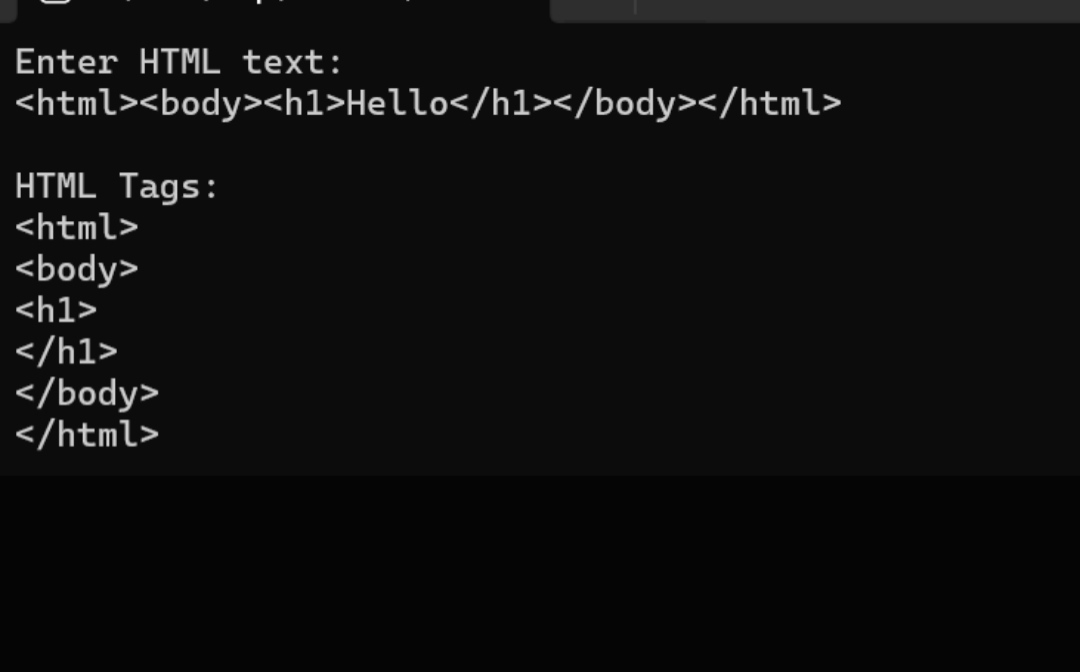 Enter HTML text:
<html><body><h1>Hello</h1></body></html>
HTML Tags:
<html>
<body>
<h1>
</h1>
</body>
</html>